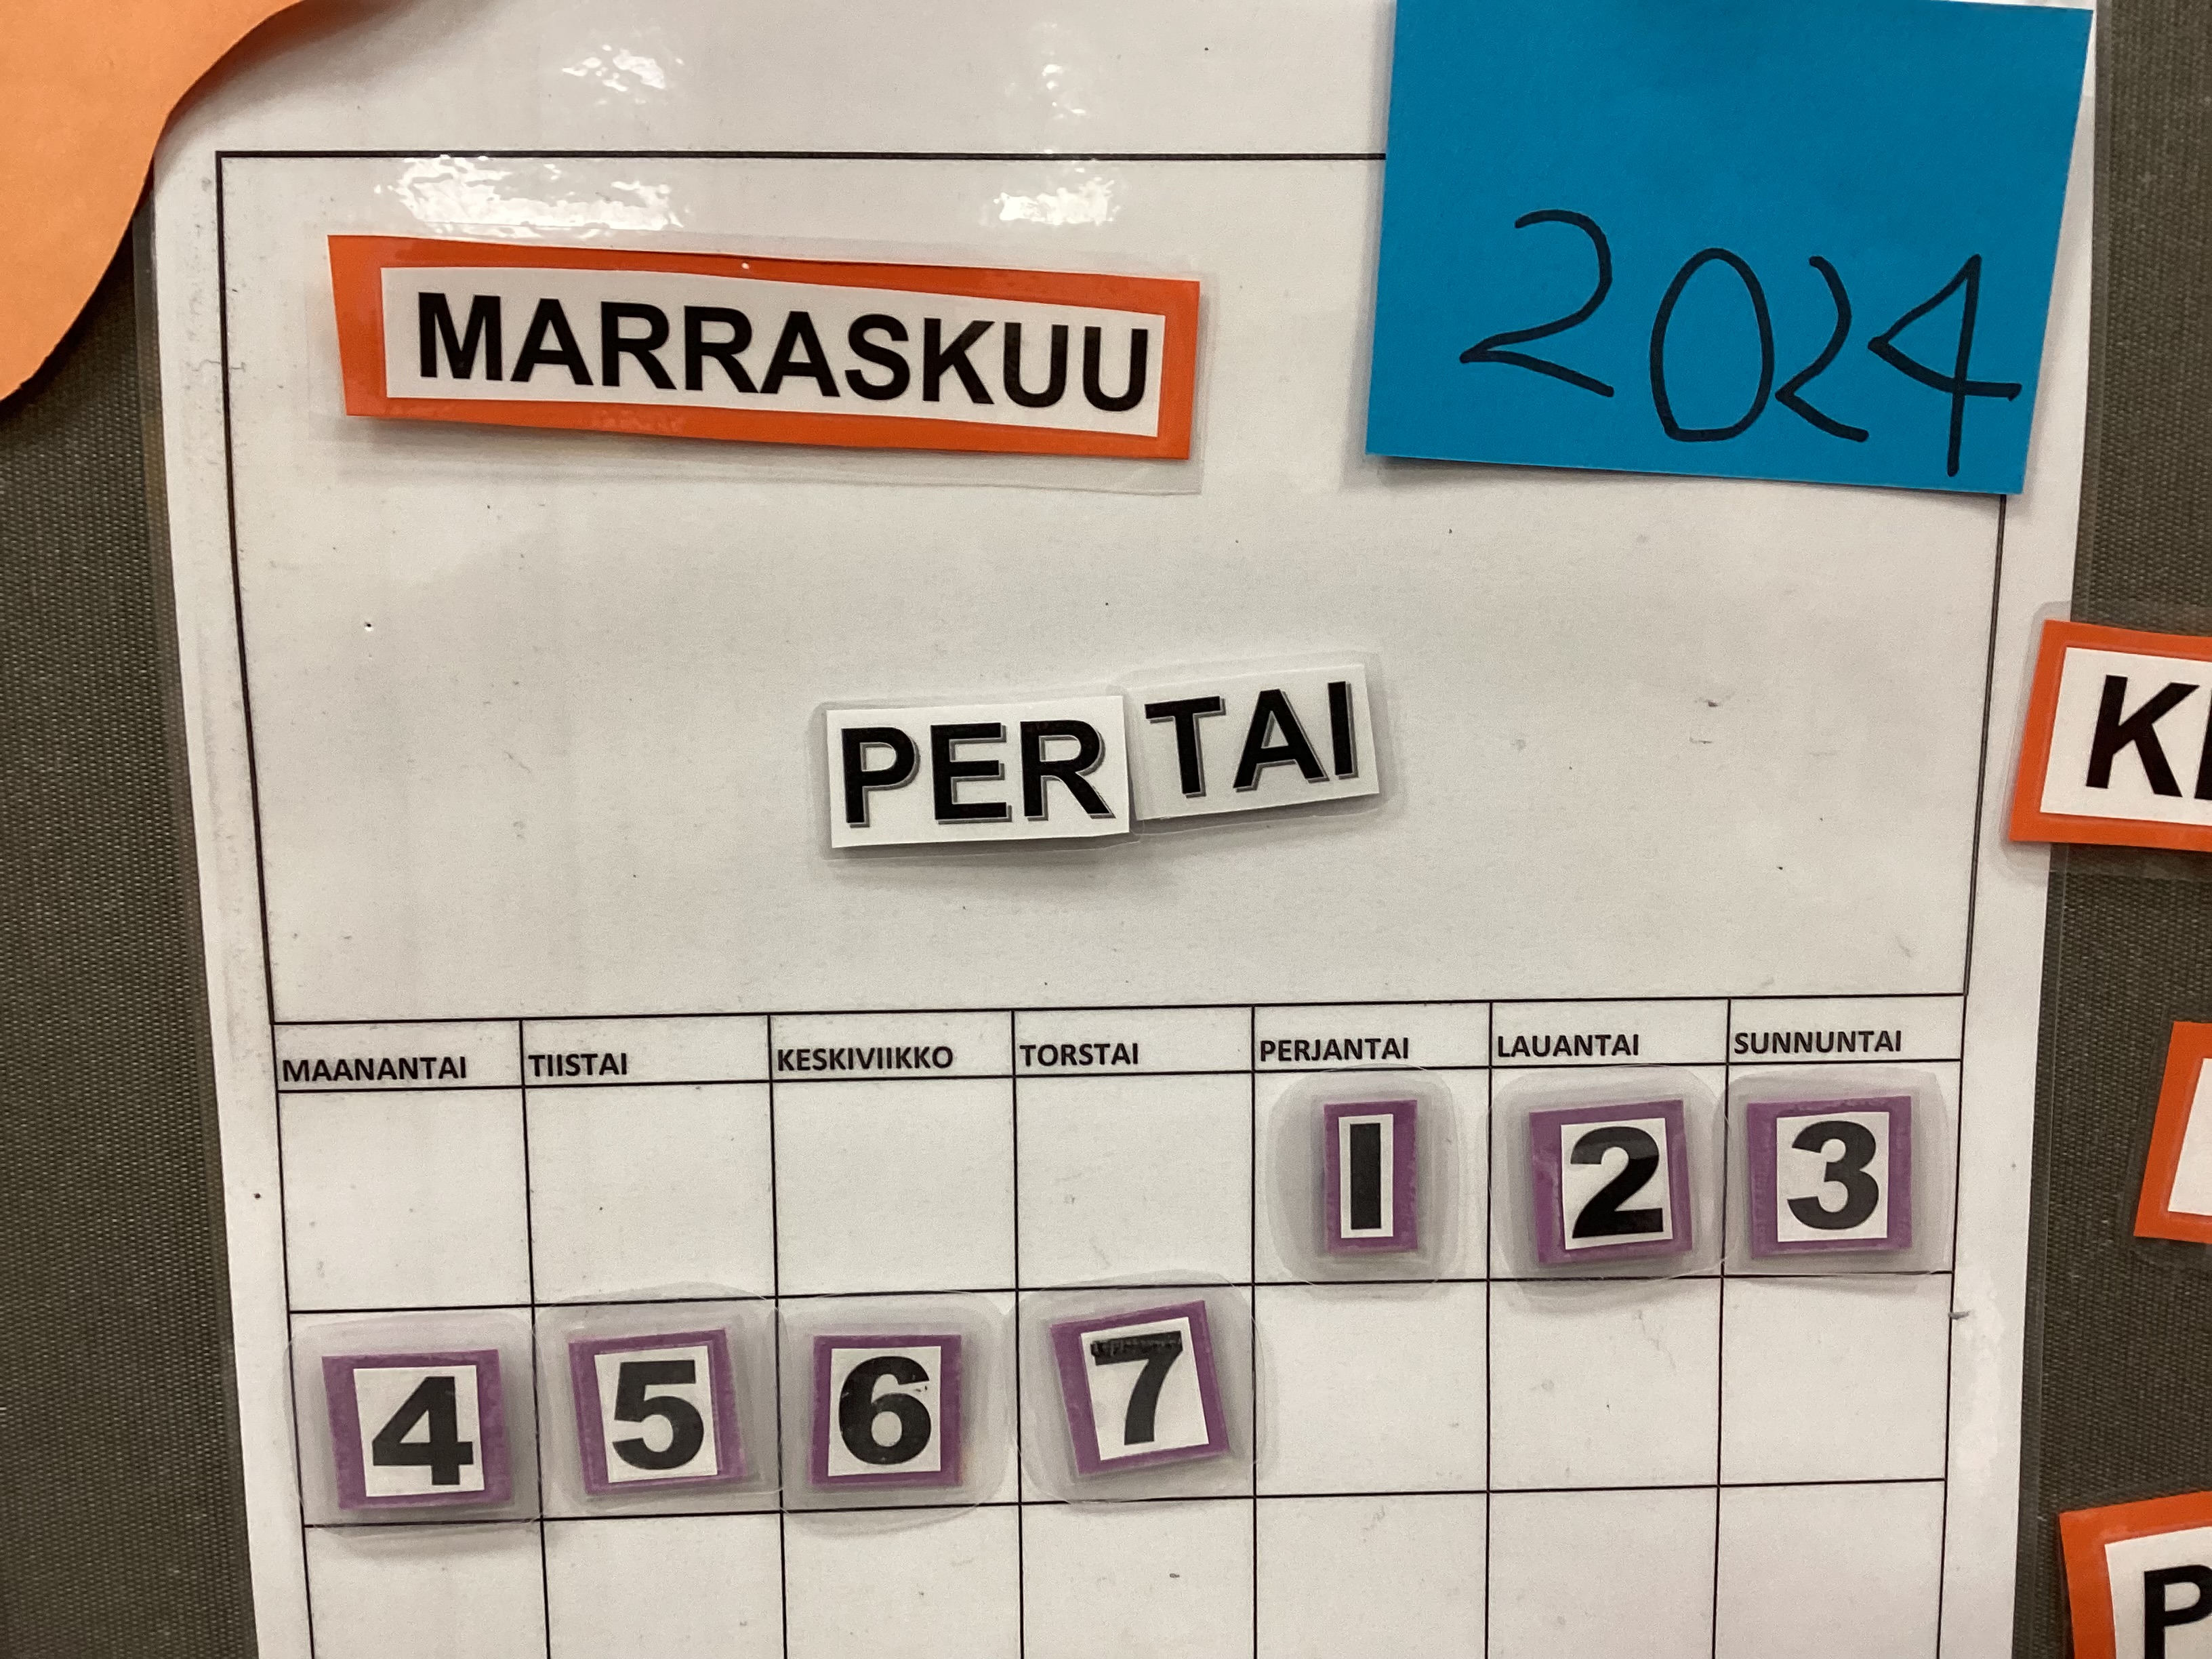 2024
MARRASKUU
PER TAI
MAANANTAI TIISTAI KESKIVIIKKO TORSTAI PERJANTAI LAUANTAI SUNNUNTAI
1 2 3
4 5 6 7